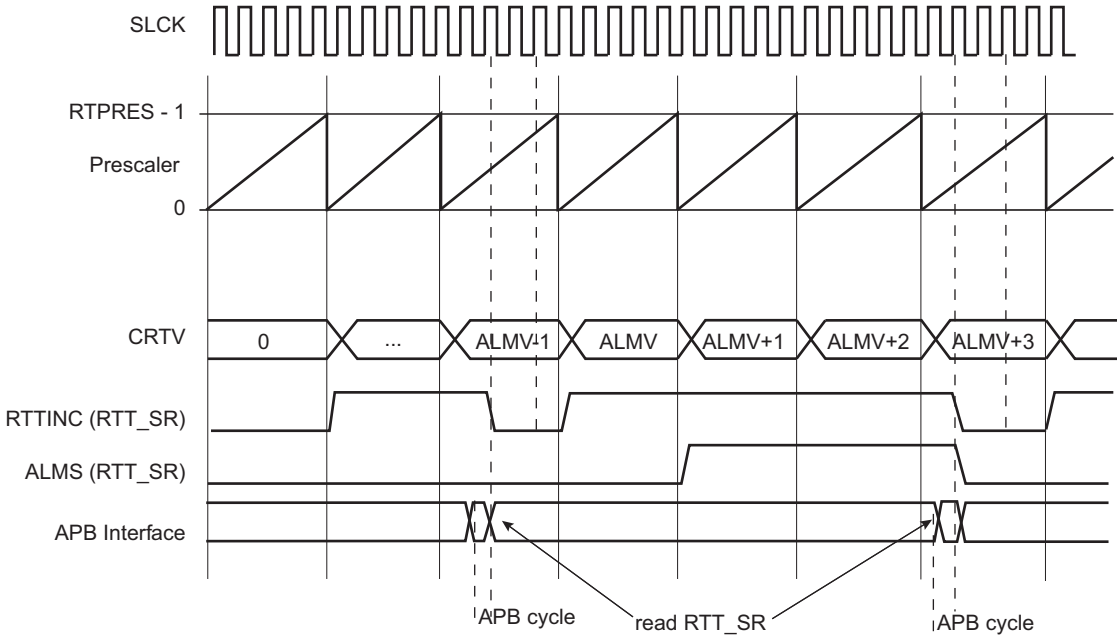 SLCK
RTPRES - 1
Prescaler
0
CRTV
0
...
ALMV-1
ALMV
ALMV+1
ALMV+2
ALMV+3
RTTINC (RTT_SR)
ALMS (RTT_SR)
APB Interface
APB cycle
read RTT_SR
APB cycle